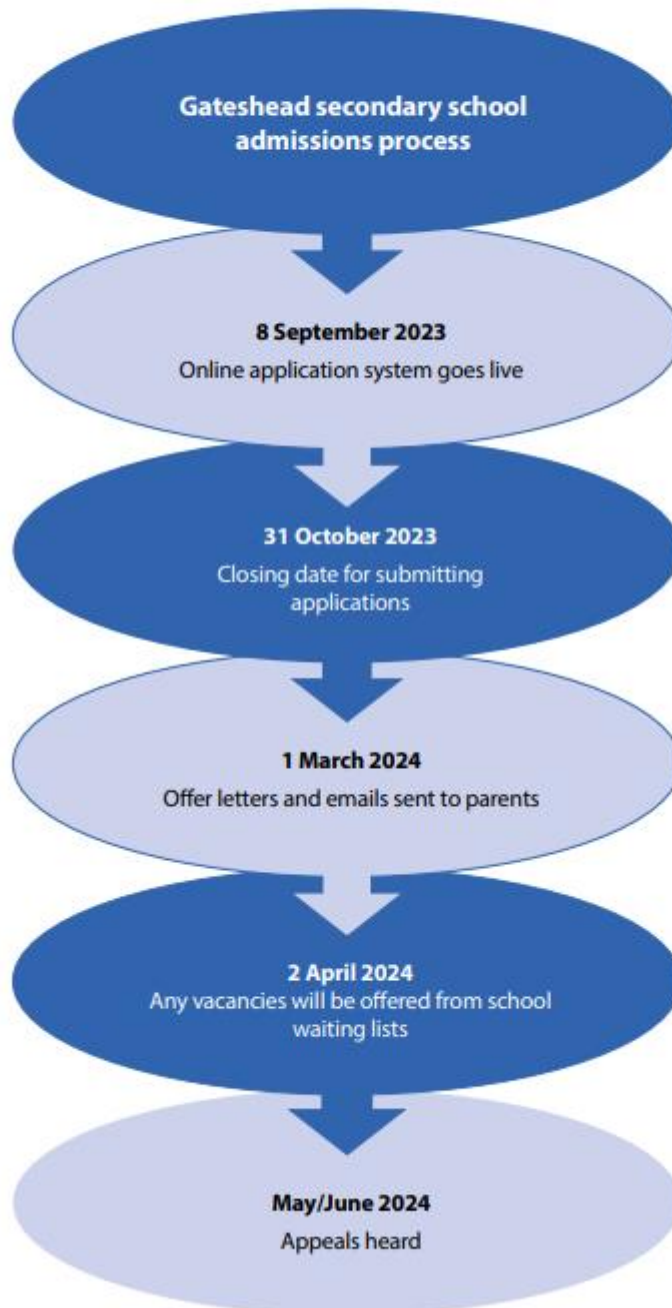 Gateshead secondary school
admissions process
8 September 2023
Online application system goes live
31 October 2023
Closing date for submitting
applications
1 March 2024
Offer letters and emails sent to parents
2 April 2024
Any vacancies will be offered from school
waiting lists
May/June 2024
Appeals heard